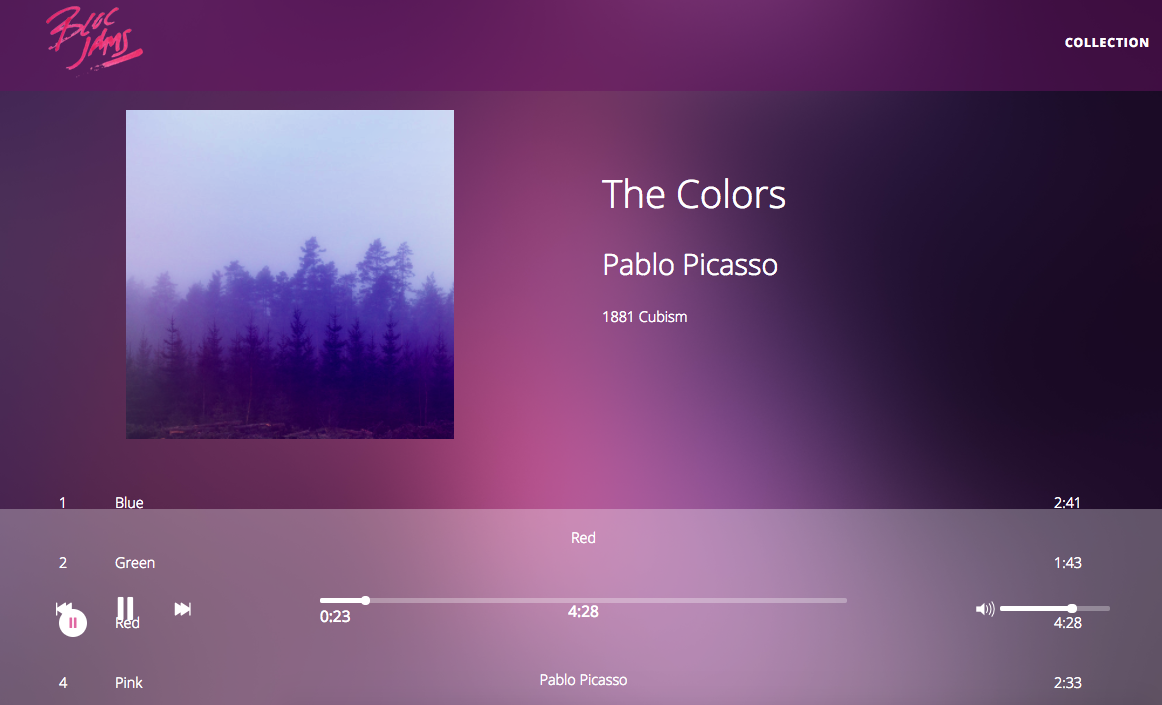 BLOC
JAMS
COLLECTION
The Colors
Pablo Picasso
1881 Cubism
1 Blue 2:41
Red
2 Green 1:43
0:23 4:28
Red 4:28
4 Pink 2:33
Pablo Picasso